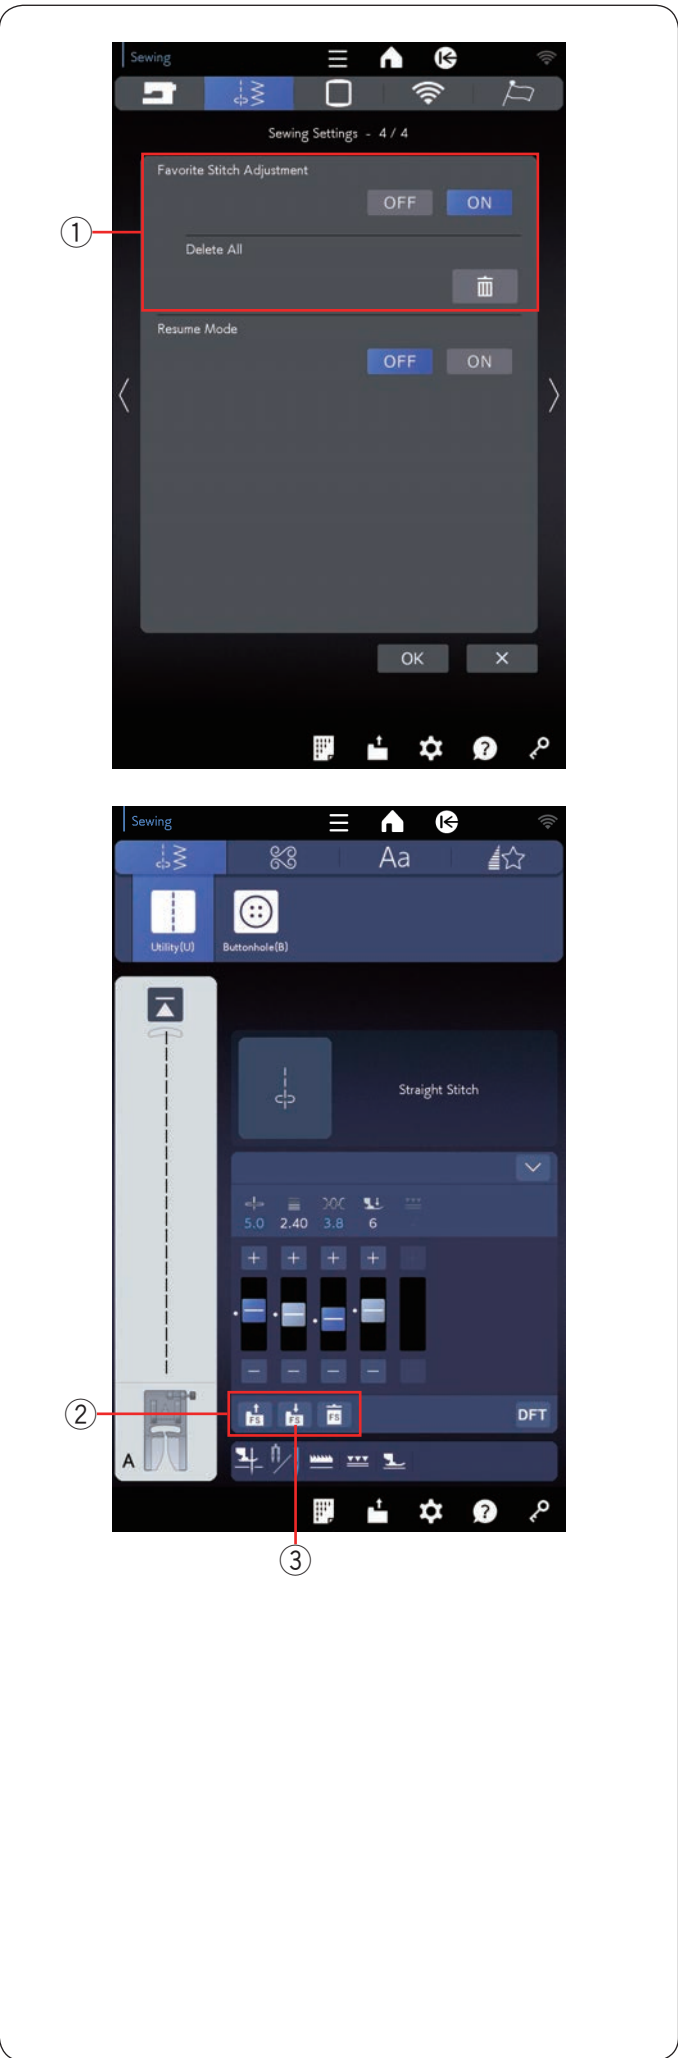 Sewing
Sewing Settings - 4 / 4
Favorite Stitch Adjustment
OFF ON
①
Delete All
Resume Mode
OFF ON
OK ×
?
Sewing
Aa
Utility(U) Buttonhole(B)
Straight Stitch
5.0 2.40 3.8 6
+ + + +
− − − −
②
FS FS FS DFT
A
?
③